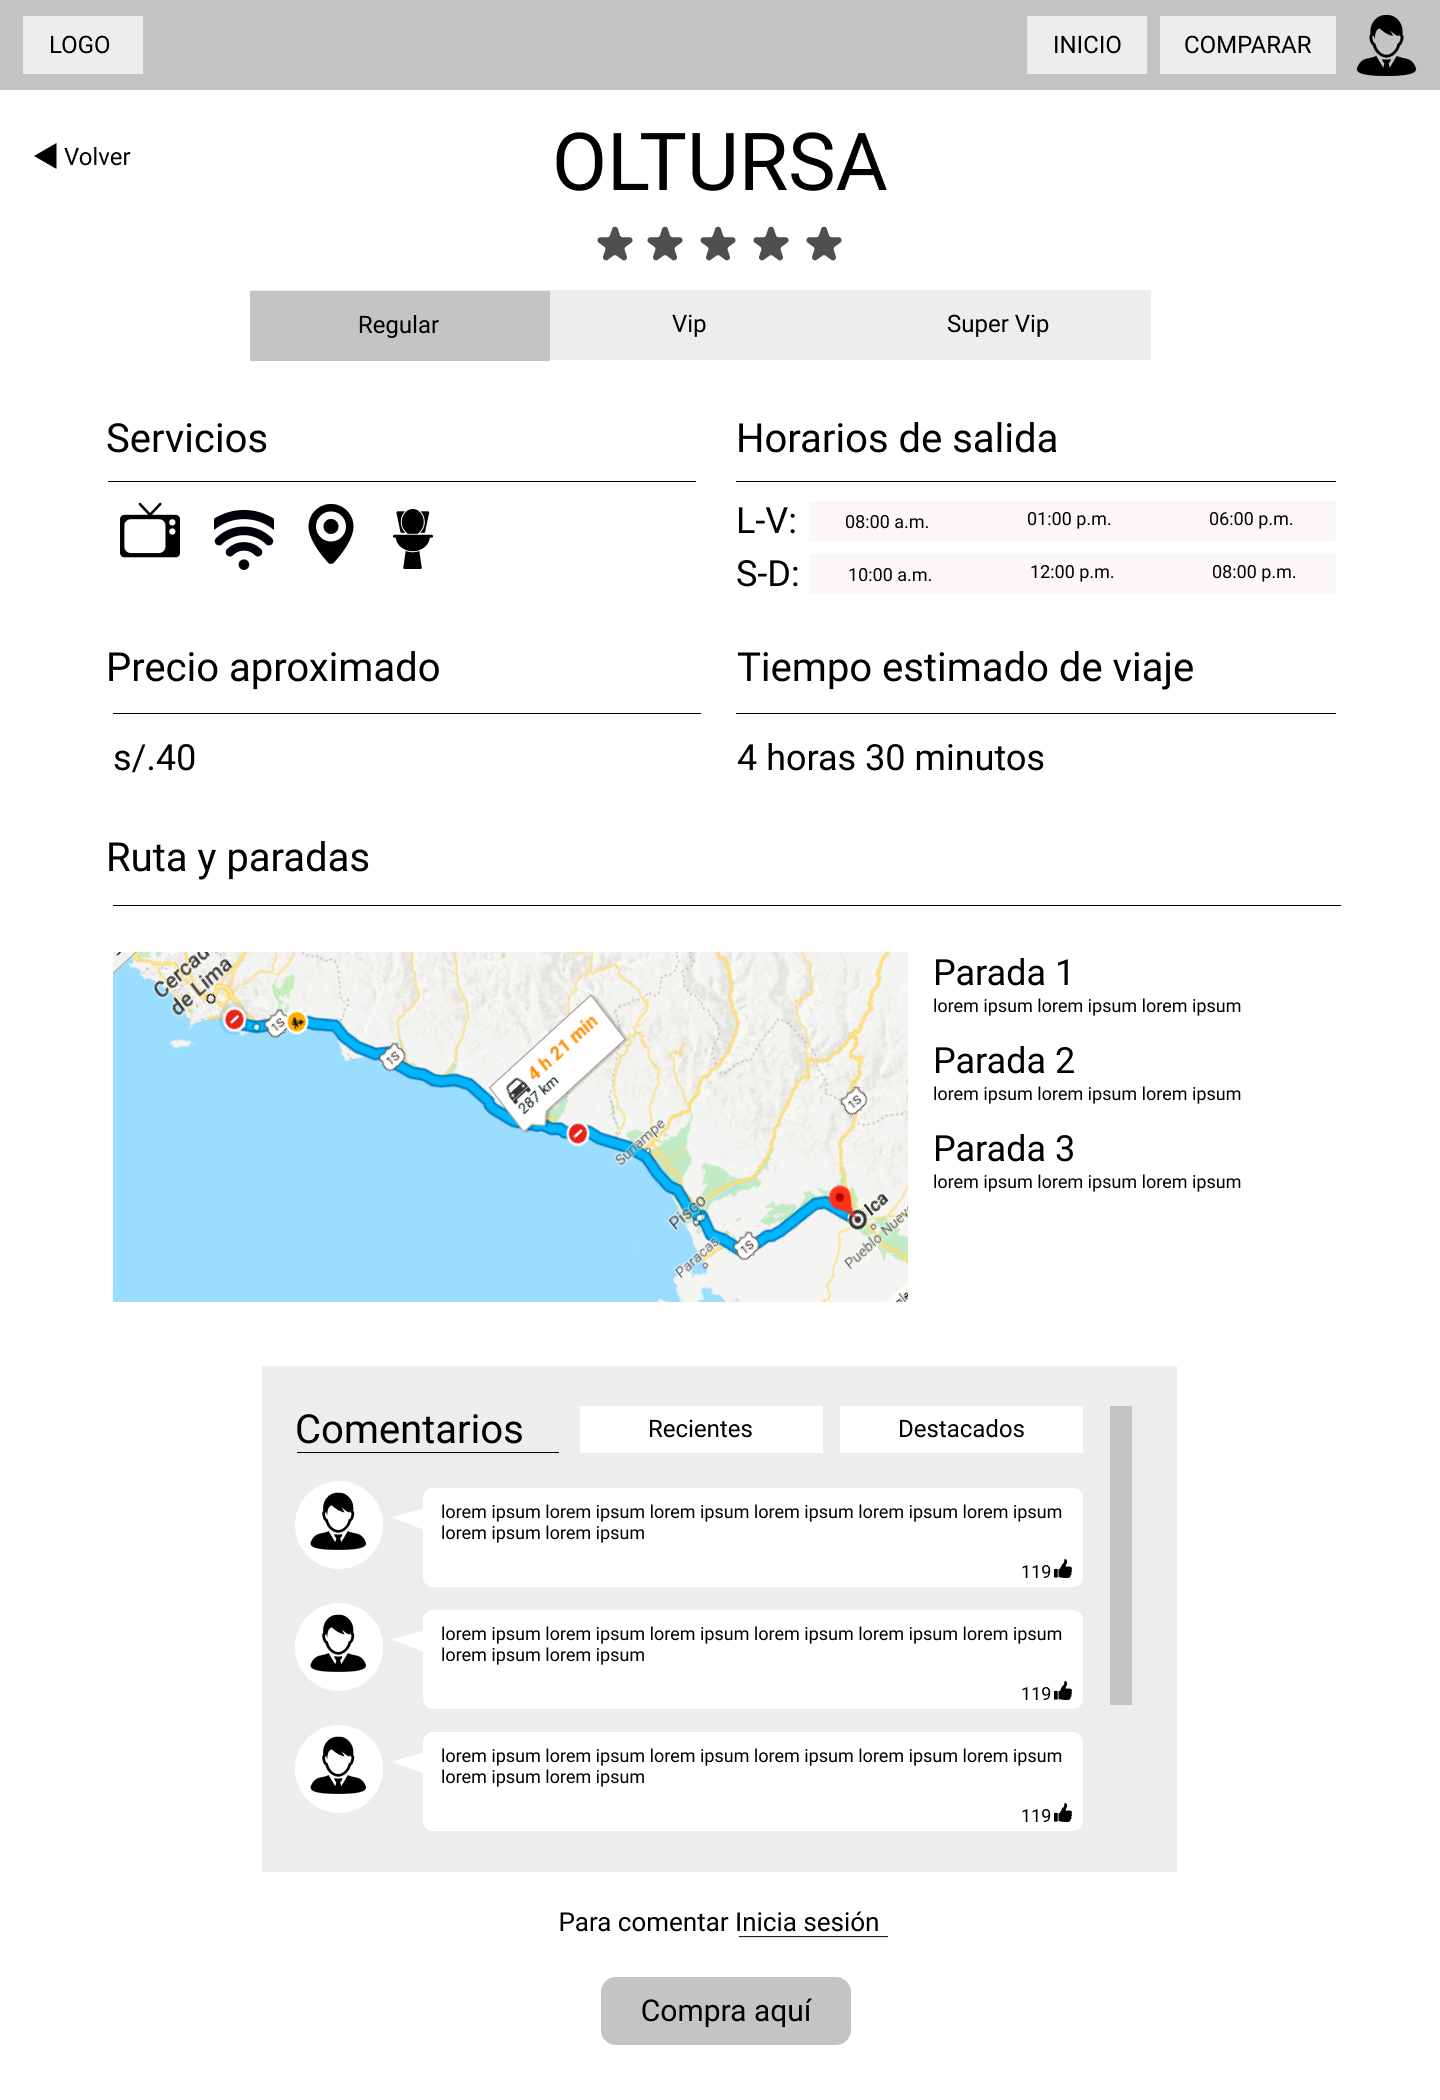 LOGO
INICIO
COMPARAR
Volver
OLTURSA
Regular
Vip
Super Vip
Servicios
Horarios de salida
L-V:
08:00 a.m.
01:00 p.m.
06:00 p.m.
S-D:
10:00 a.m.
12:00 p.m.
08:00 p.m.
Precio aproximado
Tiempo estimado de viaje
s/.40
4 horas 30 minutos
Ruta y paradas
Cercad
de Lima
1S
1S
4 h 21 min
287 km
1S
Sunampe
Pisco
Paracas
1S
Ica
Pueblo Nuev
Parada 1
lorem ipsum lorem ipsum lorem ipsum
Parada 2
lorem ipsum lorem ipsum lorem ipsum
Parada 3
lorem ipsum lorem ipsum lorem ipsum
Comentarios
Recientes
Destacados
lorem ipsum lorem ipsum lorem ipsum lorem ipsum lorem ipsum lorem ipsum
lorem ipsum lorem ipsum
119
lorem ipsum lorem ipsum lorem ipsum lorem ipsum lorem ipsum lorem ipsum
lorem ipsum lorem ipsum
119
lorem ipsum lorem ipsum lorem ipsum lorem ipsum lorem ipsum lorem ipsum
lorem ipsum lorem ipsum
119
Para comentar Inicia sesión
Compra aquí